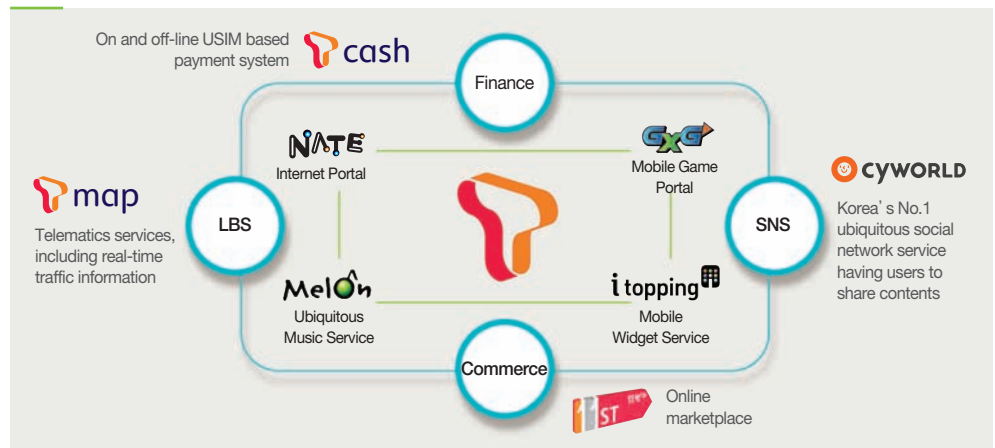 On and off-line USIM based
payment system
T cash
Finance
NATE
Internet Portal
GXG
Mobile Game
Portal
T map
Telematics services,
including real-time
traffic information
LBS
SNS
CYWORLD
Korea's No.1
ubiquitous social
network service
having users to
share contents
MelOn
Ubiquitous
Music Service
i topping
Mobile
Widget Service
Commerce
11ST
Online
marketplace